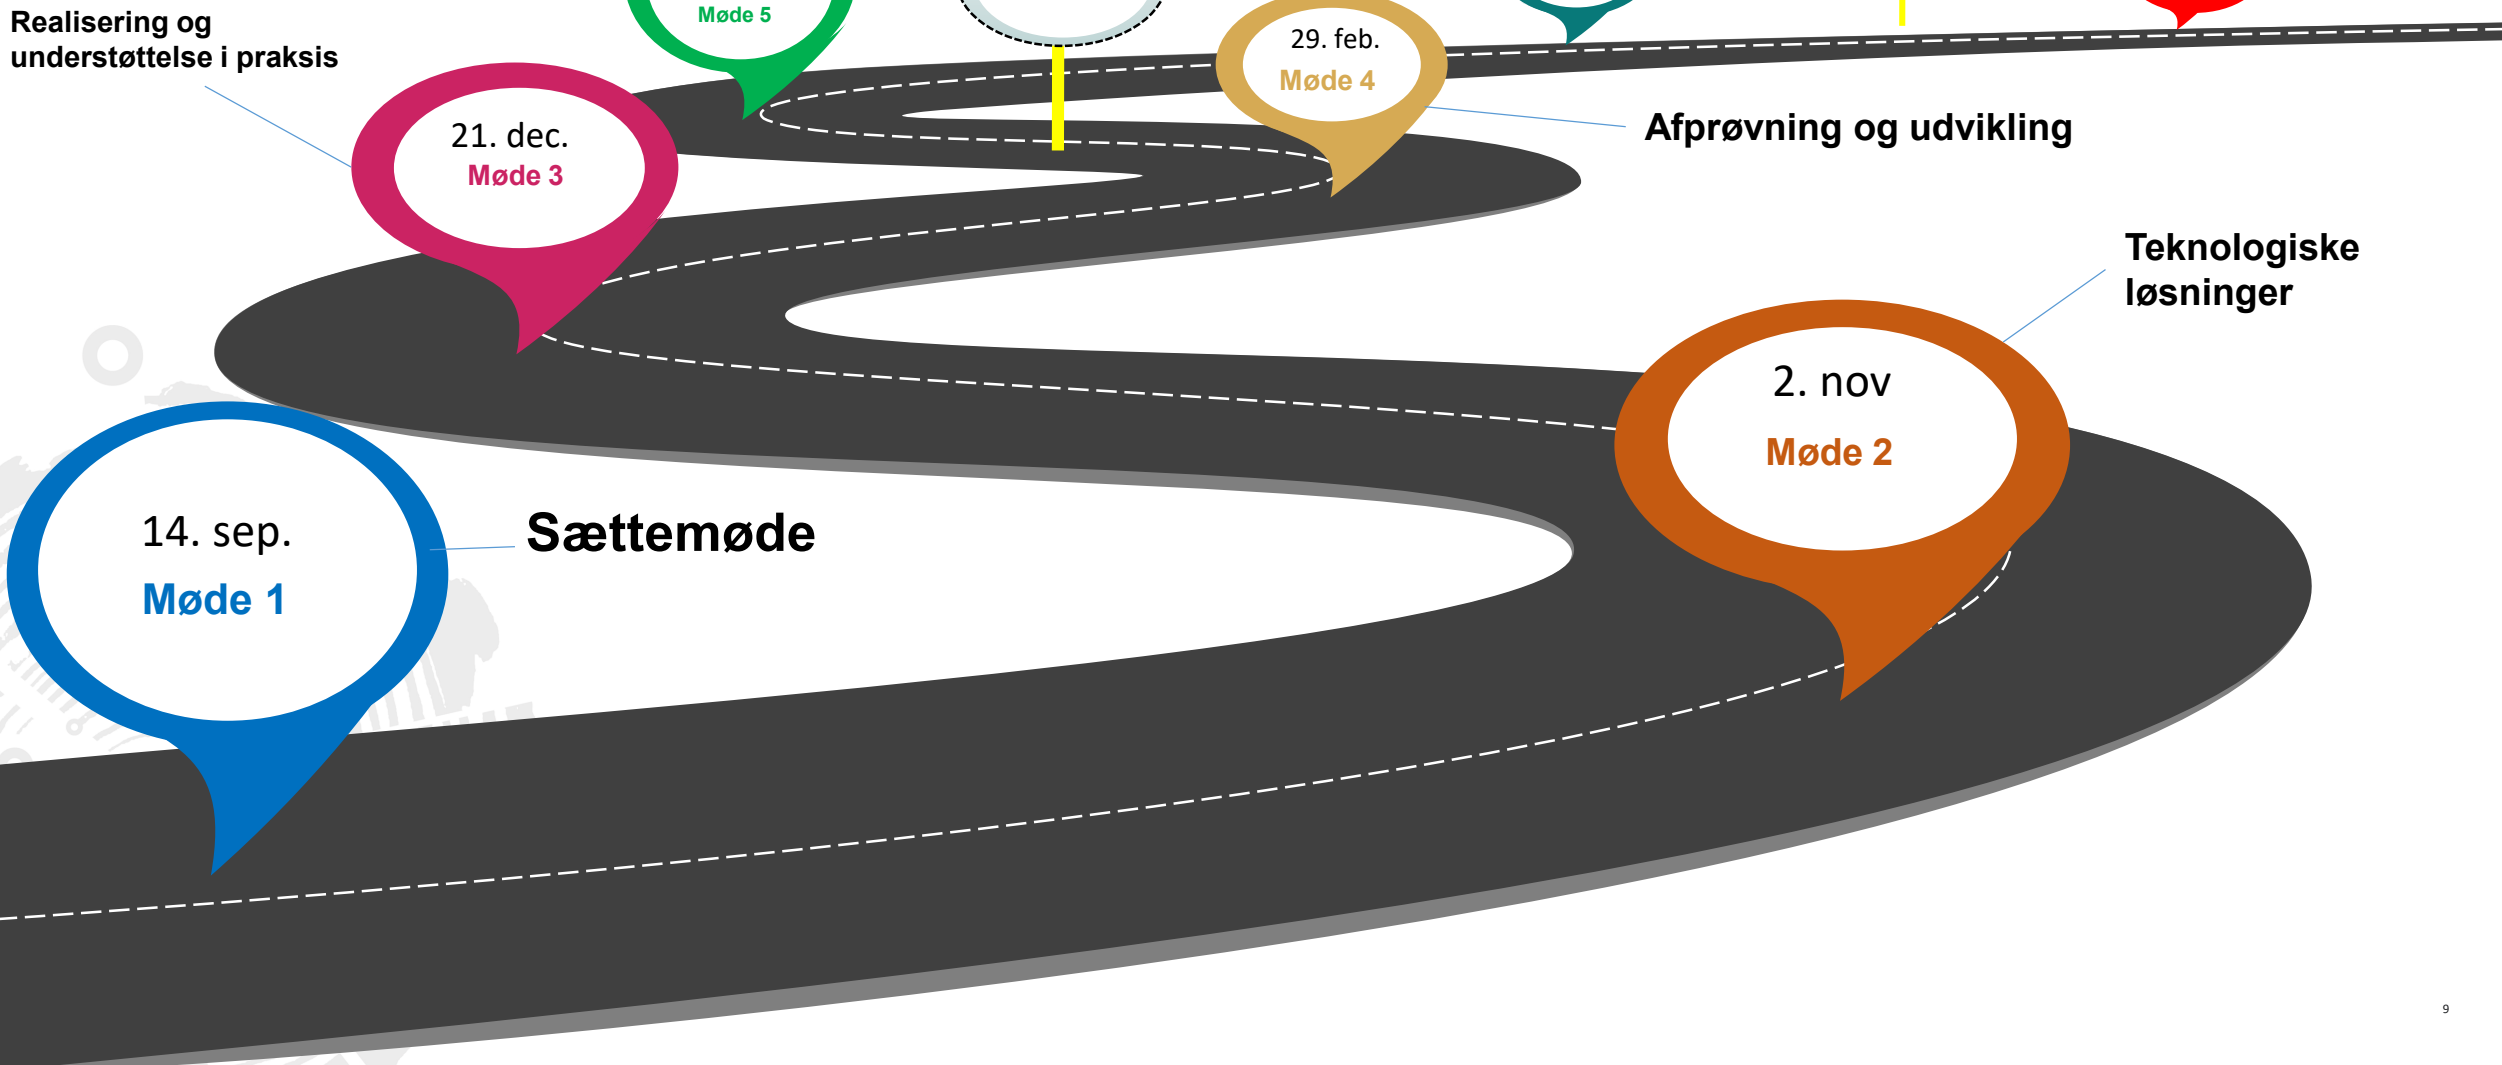 Realisering og
understøttelse i praksis
Møde 5
29. feb.
Møde 4
Afprøvning og udvikling
21. dec.
Møde 3
Teknologiske
løsninger
2. nov
Møde 2
14. sep.
Møde 1
Sættemøde
9